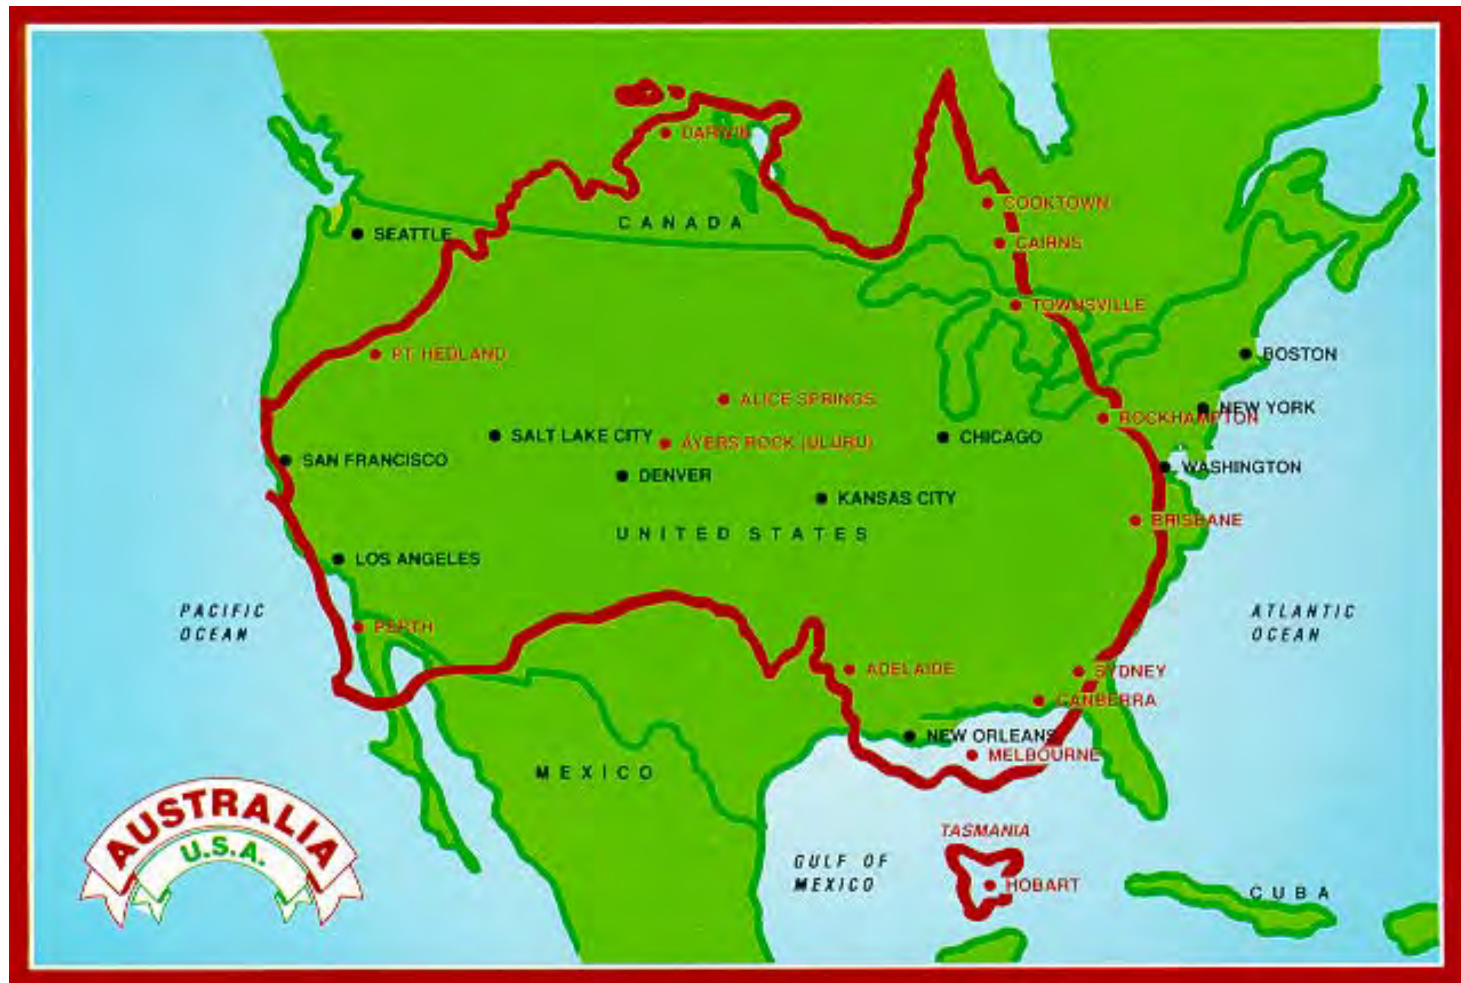 DARWIN
COOKTOWN
CANADA
SEATTLE
CAIRNS
TOWNSVILLE
PT. HEDLAND
BOSTON
ALICE SPRINGS
NEW YORK
ROCKHAMPTON
SALT LAKE CITY
AYERS ROCK (ULURU)
CHICAGO
SAN FRANCISCO
WASHINGTON
DENVER
KANSAS CITY
BRISBANE
UNITED STATES
LOS ANGELES
PACIFIC
OCEAN
ATLANTIC
OCEAN
PERTH
ADELAIDE
SYDNEY
CANBERRA
NEW ORLEANS
MELBOURNE
MEXICO
AUSTRALIA
U.S.A.
TASMANIA
GULF OF
MEXICO
HOBART
CUBA